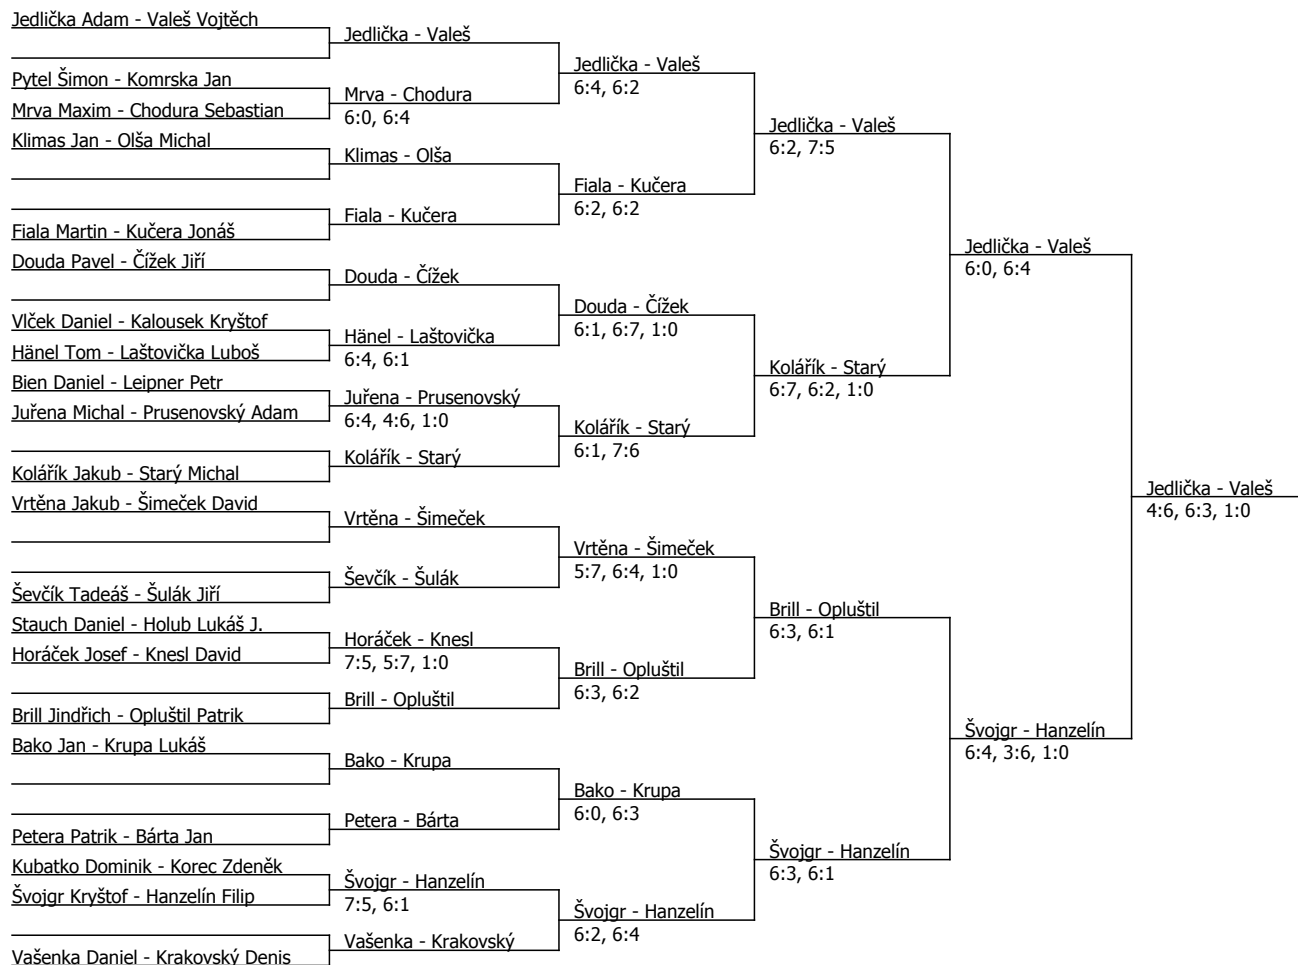 Jedlička Adam - Valeš Vojtěch
Pytel Šimon - Komrska Jan
Mrva Maxim - Chodura Sebastian
Klimas Jan - Olša Michal
Fiala Martin - Kučera Jonáš
Douda Pavel - Čížek Jiří
Vlček Daniel - Kalousek Kryštof
Hänel Tom - Laštovička Luboš
Bien Daniel - Leipner Petr
Juřena Michal - Prusenovský Adam
Kolářík Jakub - Starý Michal
Vrtěna Jakub - Šimeček David
Ševčík Tadeáš - Šulák Jiří
Stauch Daniel - Holub Lukáš J.
Horáček Josef - Knesl David
Brill Jindřich - Opluštil Patrik
Bako Jan - Krupa Lukáš
Petera Patrik - Bárta Jan
Kubatko Dominik - Korec Zdeněk
Švojgr Kryštof - Hanzelín Filip
Vašenka Daniel - Krakovský Denis
Jedlička - Valeš
Mrva - Chodura
6:0, 6:4
Klimas - Olša
Fiala - Kučera
Douda - Čížek
Hänel - Laštovička
6:4, 6:1
Juřena - Prusenovský
6:4, 4:6, 1:0
Kolářík - Starý
Vrtěna - Šimeček
Ševčík - Šulák
Horáček - Knesl
7:5, 5:7, 1:0
Brill - Opluštil
Bako - Krupa
Petera - Bárta
Švojgr - Hanzelín
7:5, 6:1
Vašenka - Krakovský
Jedlička - Valeš
6:4, 6:2
Fiala - Kučera
6:2, 6:2
Douda - Čížek
6:1, 6:7, 1:0
Kolářík - Starý
6:1, 7:6
Vrtěna - Šimeček
5:7, 6:4, 1:0
Brill - Opluštil
6:3, 6:2
Bako - Krupa
6:0, 6:3
Švojgr - Hanzelín
6:2, 6:4
Jedlička - Valeš
6:2, 7:5
Kolářík - Starý
6:7, 6:2, 1:0
Brill - Opluštil
6:3, 6:1
Švojgr - Hanzelín
6:3, 6:1
Jedlička - Valeš
6:0, 6:4
Švojgr - Hanzelín
6:4, 3:6, 1:0
Jedlička - Valeš
4:6, 6:3, 1:0